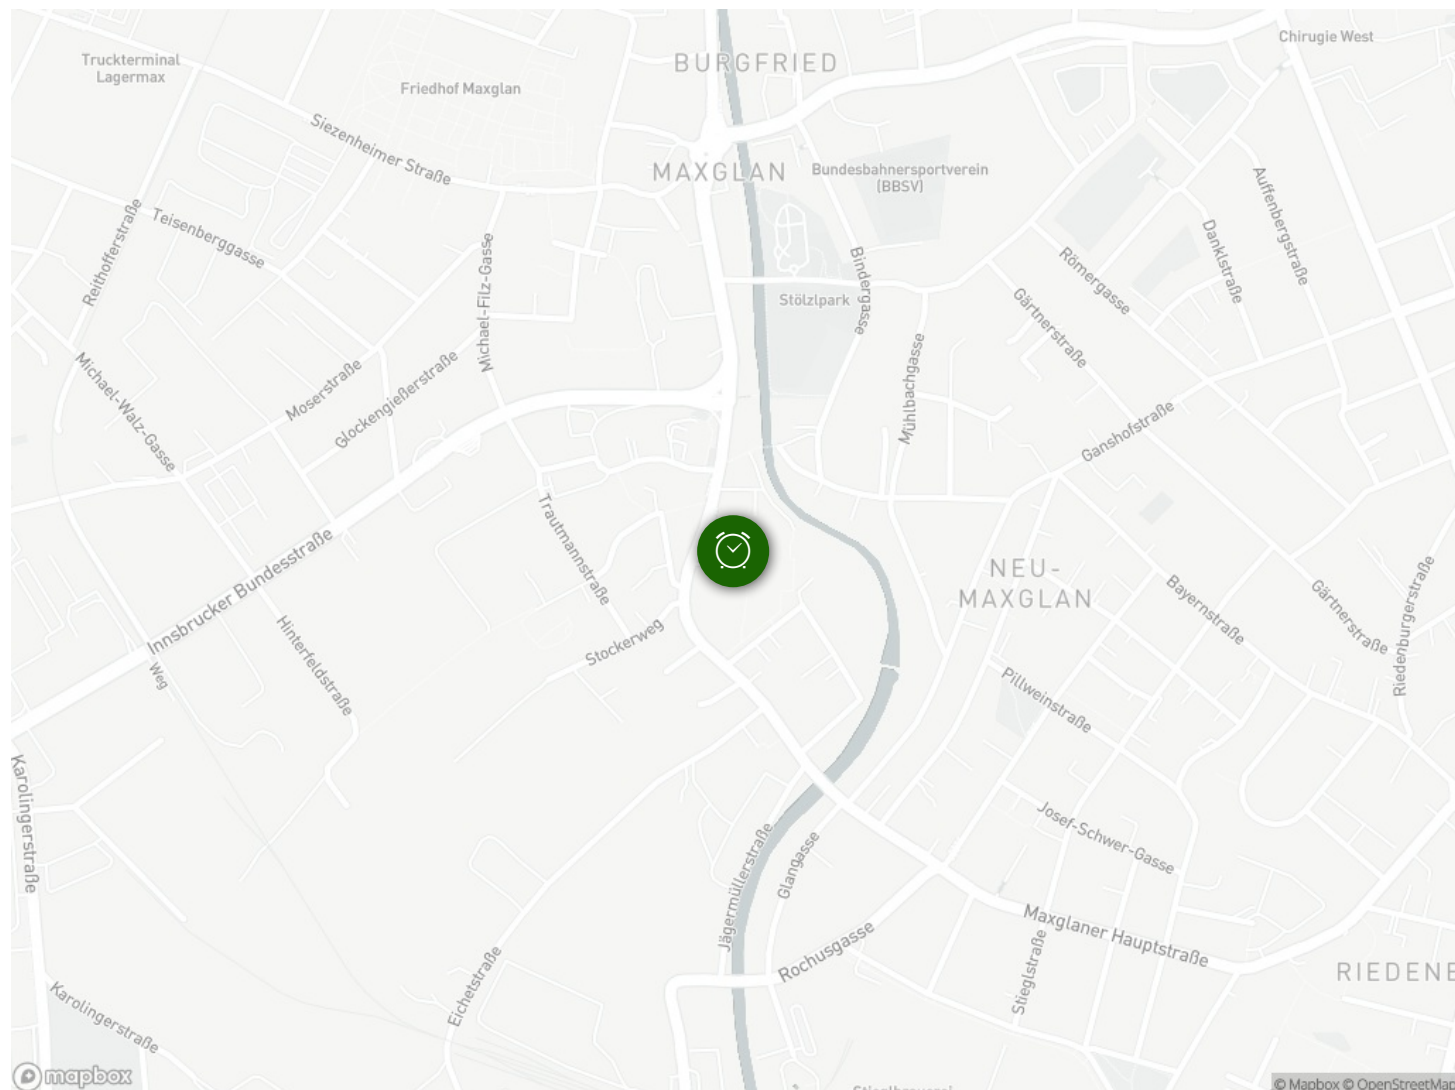 Chirugie West
Truckterminal
Lagermax
BURGFRIED
Friedhof Maxglan
Siezenheimer Straße
MAXGLAN
Bundesbahnersportverein
(BBSV)
Auffenbergstraße
Reithofferstraße
Teisenberggasse
Danklstraße
Römergasse
Michael-Filz-Gasse
Bindergasse
Stölzlpark
Gärtnerstraße
Michael-Walz-Gasse
Moserstraße
Glockengießerstraße
Mühlbachgasse
Ganshofstraße
Trautmannstraße
Innsbrucker Bundesstraße
NEU-
MAXGLAN
Bayernstraße
Gärtnerstraße
Riedenburgerstraße
Weg
Hinterfeldstraße
Stockerweg
Pillweinstraße
Karolingerstraße
Josef-Schwer-Gasse
Jägermüllerstraße
Glangasse
Maxglaner Hauptstraße
Rochusgasse
Stieglstraße
RIEDENE
Eichetstraße
Karolingerstraße
mapbox
© Mapbox © OpenStreetMap